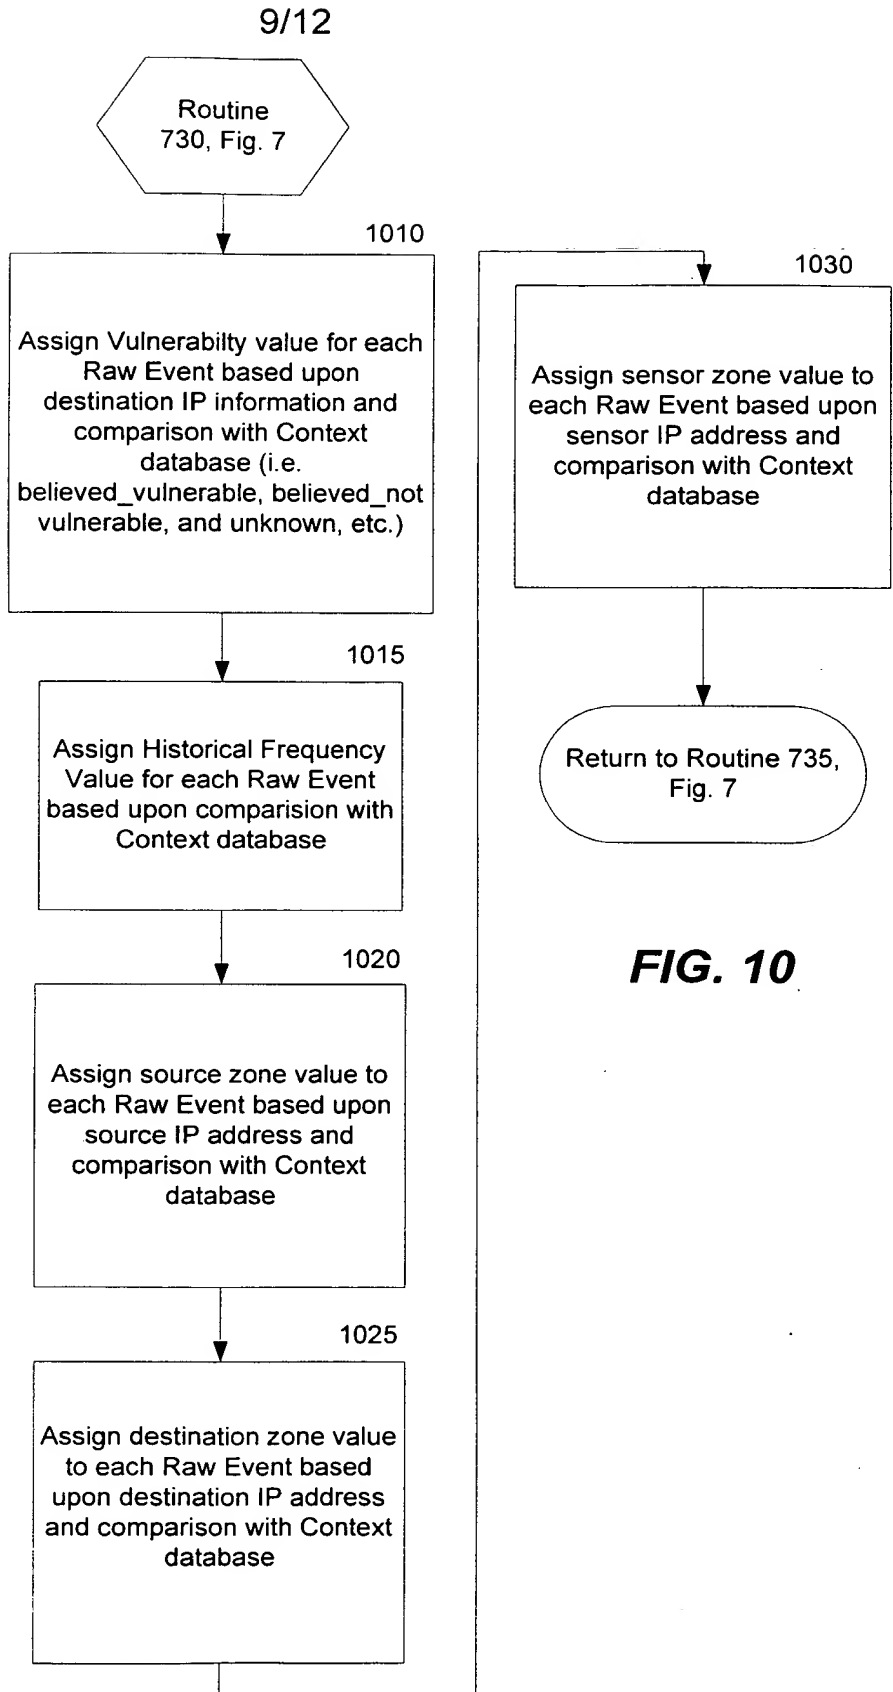 9/12
Routine
730, Fig. 7
1010
Assign Vulnerabilty value for each
Raw Event based upon
destination IP information and
comparison with Context
database (i.e.
believed_vulnerable, believed_not
vulnerable, and unknown, etc.)
1015
Assign Historical Frequency
Value for each Raw Event
based upon comparision with
Context database
1020
Assign source zone value to
each Raw Event based upon
source IP address and
comparison with Context
database
1025
Assign destination zone value
to each Raw Event based
upon destination IP address
and comparison with Context
database
1030
Assign sensor zone value to
each Raw Event based upon
sensor IP address and
comparison with Context
database
Return to Routine 735,
Fig. 7
FIG. 10